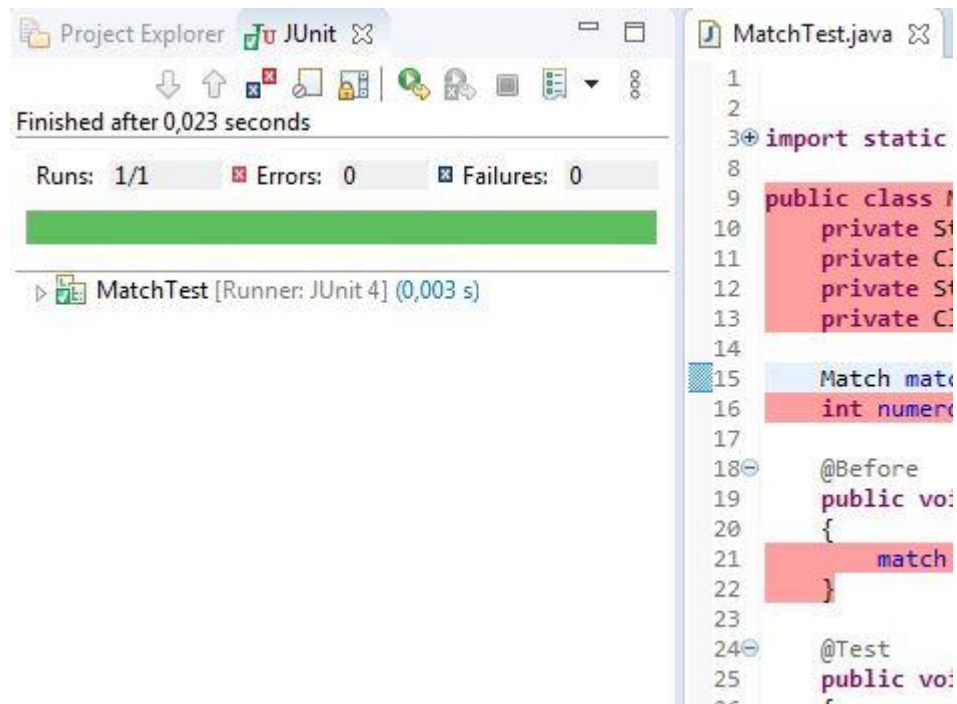 Project Explorer JUnit
Finished after 0,023 seconds
Runs: 1/1 Errors: 0 Failures: 0
MatchTest [Runner: JUnit 4] (0,003 s)
MatchTest.java
1
2
3 import static
8
9 public class
10 private
11 private
12 private
13 private
14
15 Match
16 int
17
18 @Before
19 public
20 {
21 match
22 }
23
24 @Test
25 public